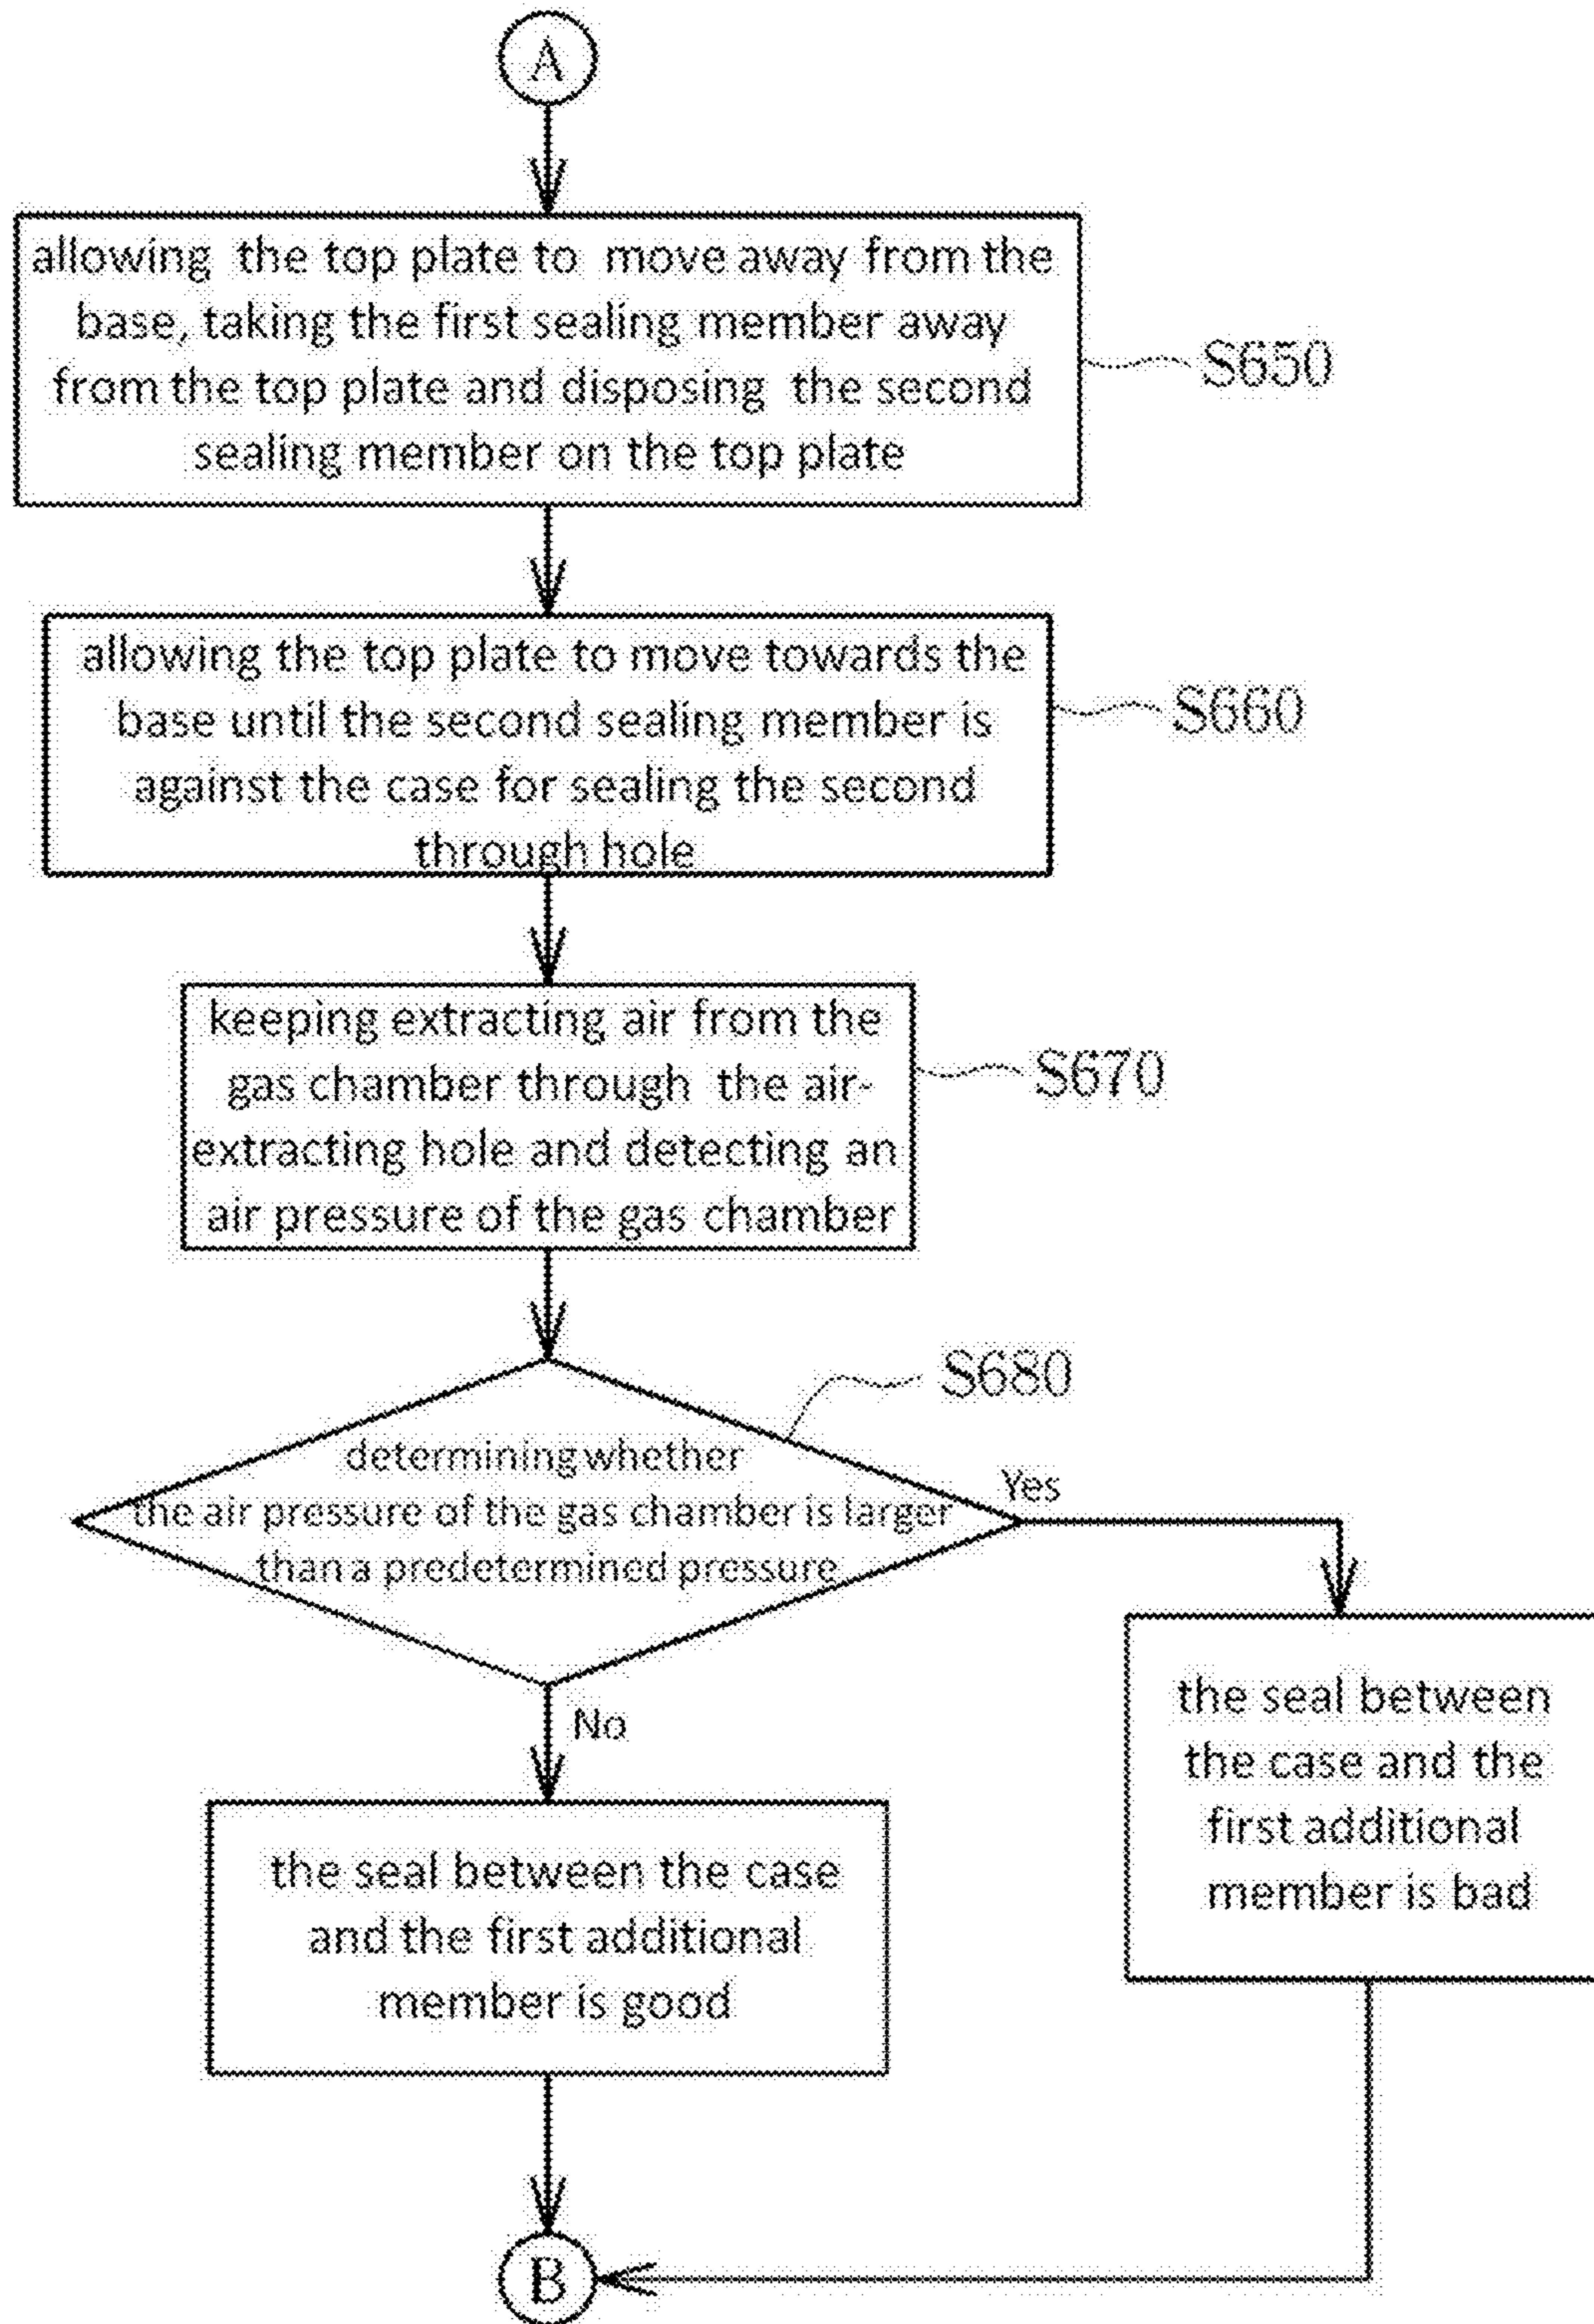 A
allowing the top plate to move away from the
base, taking the first sealing member away
from the top plate and disposing the second
sealing member on the top plate
S650
allowing the top plate to move towards the
base until the second sealing member is
against the case for sealing the second
through hole
S660
keeping extracting air from the
gas chamber through the air-
extracting hole and detecting an
air pressure of the gas chamber
S670
S680
determining whether
the air pressure of the gas chamber is larger
than a predetermined pressure
Yes
No
the seal between
the case and the
first additional
member is bad
the seal between the case
and the first additional
member is good
B